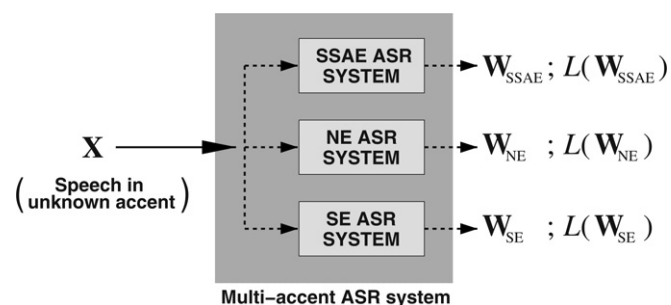 SSAE ASR
SYSTEM
W_SSAE ; L(W_SSAE)
X
(Speech in
unknown accent)
NE ASR
SYSTEM
W_NE ; L(W_NE)
SE ASR
SYSTEM
W_SE ; L(W_SE)
Multi–accent ASR system